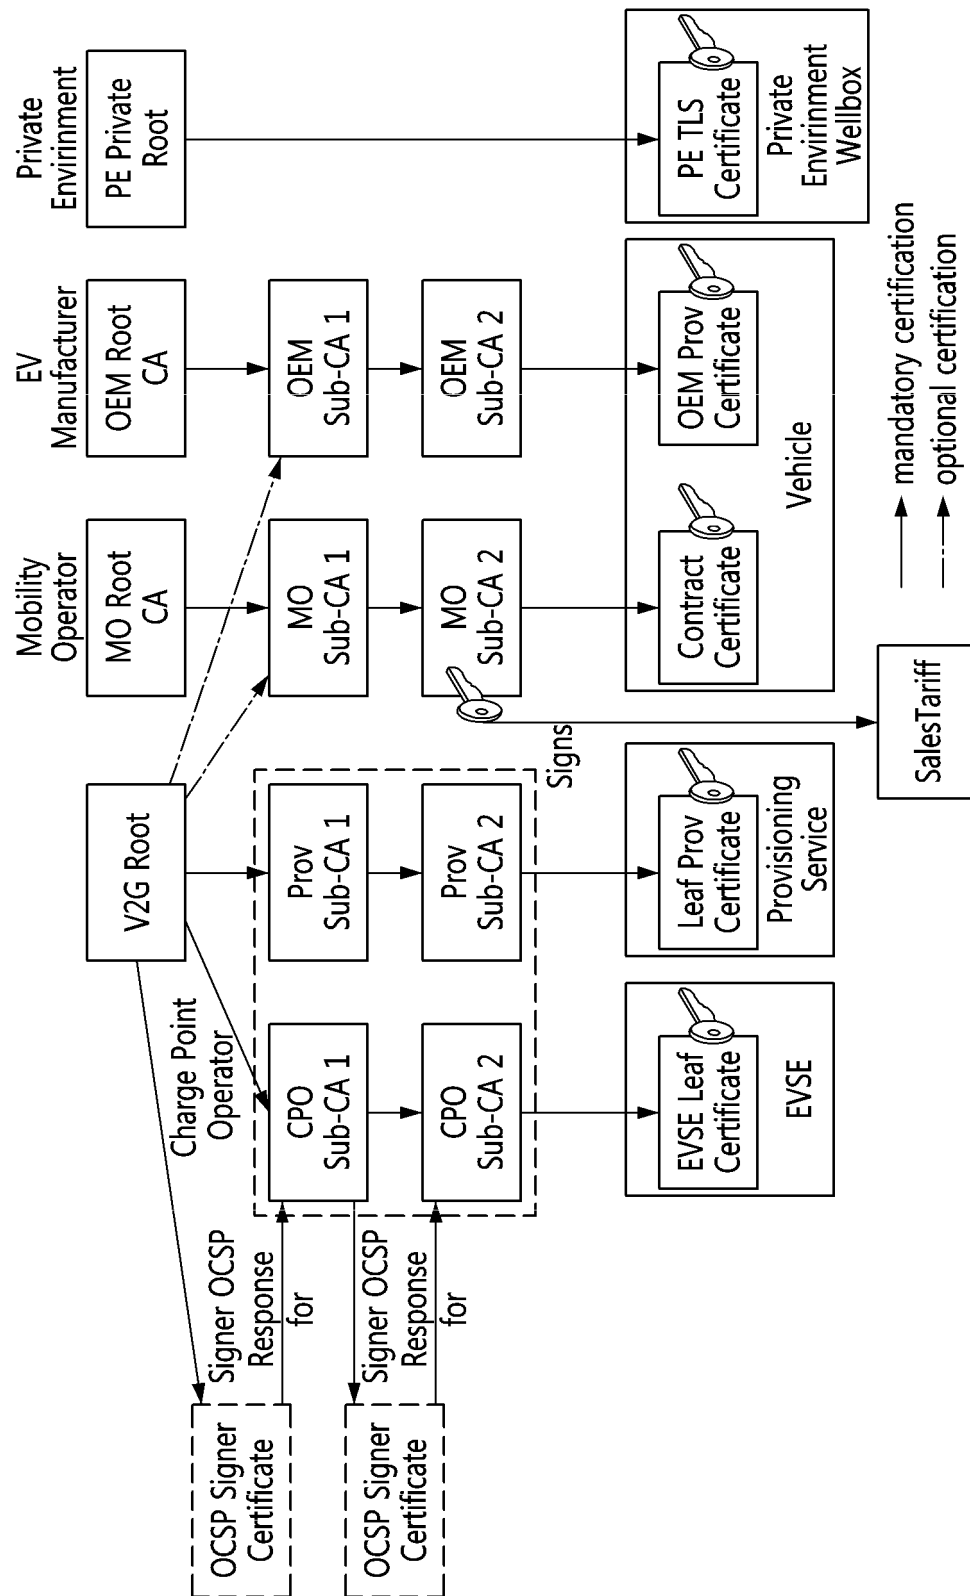 Charge Point
Operator
V2G Root
Mobility
Operator
MO Root
CA
EV
Manufacturer
OEM Root
CA
Private
Envirinment
PE Private
Root
OCSP Signer
Certificate
Signer OCSP
Response
for
CPO
Sub-CA 1
Prov
Sub-CA 1
MO
Sub-CA 1
OEM
Sub-CA 1
OCSP Signer
Certificate
Signer OCSP
Response
for
CPO
Sub-CA 2
Prov
Sub-CA 2
MO
Sub-CA 2
OEM
Sub-CA 2
Signs
EVSE Leaf
Certificate
EVSE
Leaf Prov
Certificate
Provisioning
Service
Contract
Certificate
OEM Prov
Certificate
Vehicle
PE TLS
Certificate
Private
Envirinment
Wellbox
SalesTariff
mandatory certification
optional certification